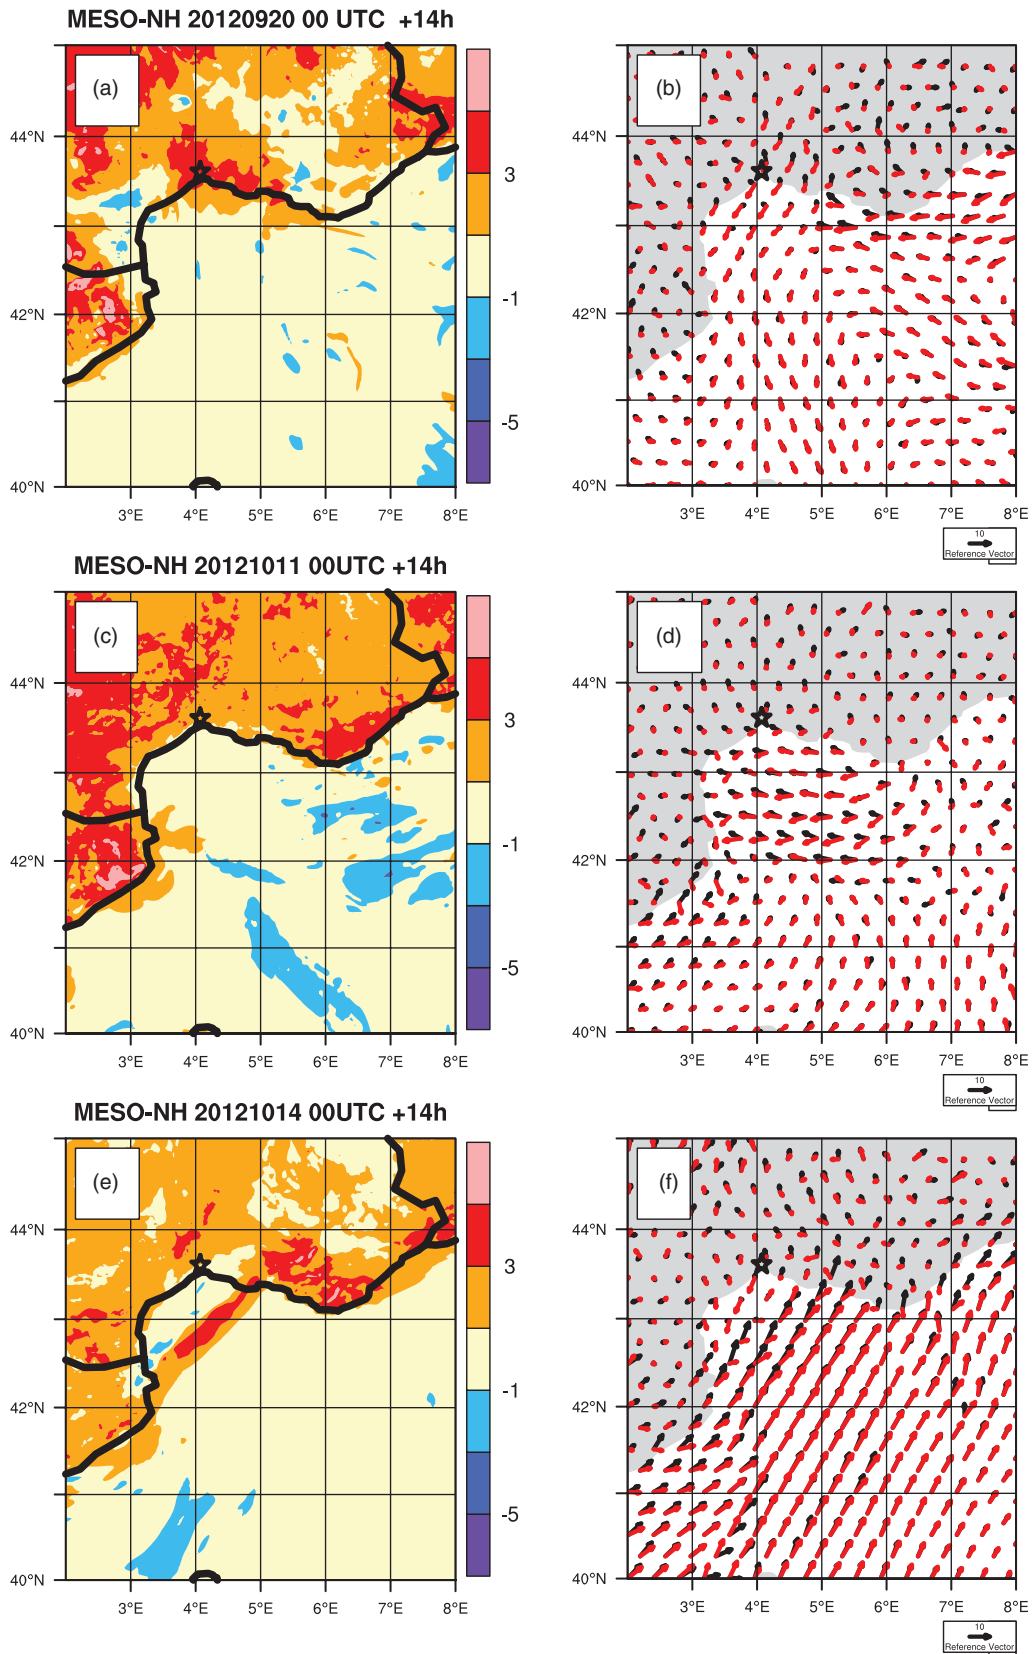 MESO-NH 20120920 00 UTC +14h
(a)
44°N
42°N
40°N
3°E 4°E 5°E 6°E 7°E 8°E
3
-1
-5
(b)
44°N
42°N
40°N
3°E 4°E 5°E 6°E 7°E 8°E
10
Reference Vector
MESO-NH 20121011 00UTC +14h
(c)
44°N
42°N
40°N
3°E 4°E 5°E 6°E 7°E 8°E
3
-1
-5
(d)
44°N
42°N
40°N
3°E 4°E 5°E 6°E 7°E 8°E
10
Reference Vector
MESO-NH 20121014 00UTC +14h
(e)
44°N
42°N
40°N
3°E 4°E 5°E 6°E 7°E 8°E
3
-1
-5
(f)
44°N
42°N
40°N
3°E 4°E 5°E 6°E 7°E 8°E
10
Reference Vector